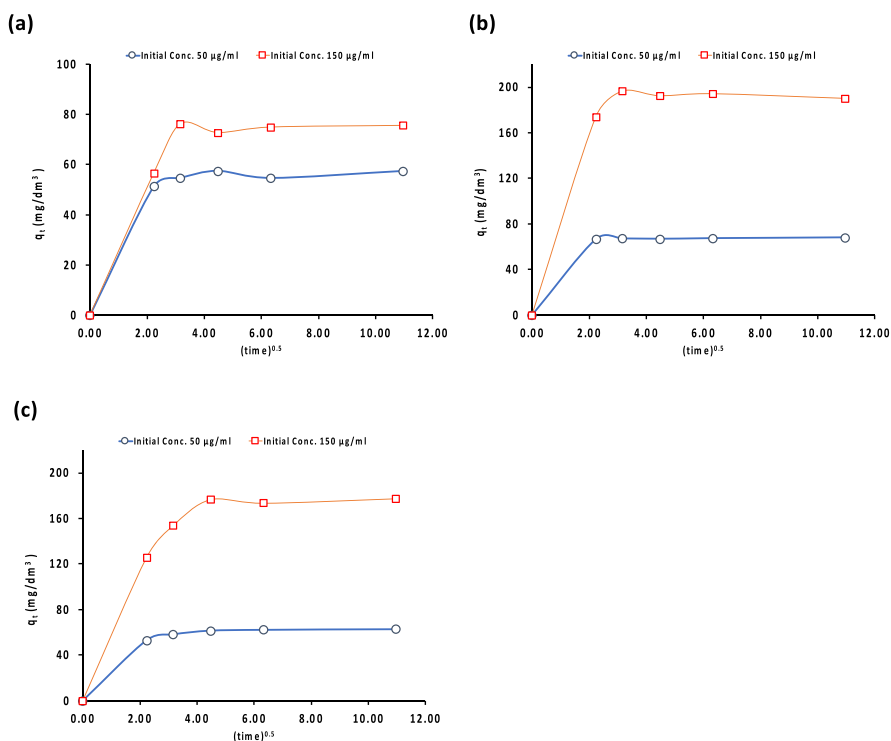 (a)
Initial Conc. 50 µg/ml Initial Conc. 150 µg/ml
100
80
60
40
20
0
qt (mg/dm³)
0.00 2.00 4.00 6.00 8.00 10.00 12.00
(time)⁰·⁵
(b)
Initial Conc. 50 µg/ml Initial Conc. 150 µg/ml
200
160
120
80
40
0
qt (mg/dm³)
0.00 2.00 4.00 6.00 8.00 10.00 12.00
(time)⁰·⁵
(c)
Initial Conc. 50 µg/ml Initial Conc. 150 µg/ml
200
160
120
80
40
0
qt (mg/dm³)
0.00 2.00 4.00 6.00 8.00 10.00 12.00
(time)⁰·⁵